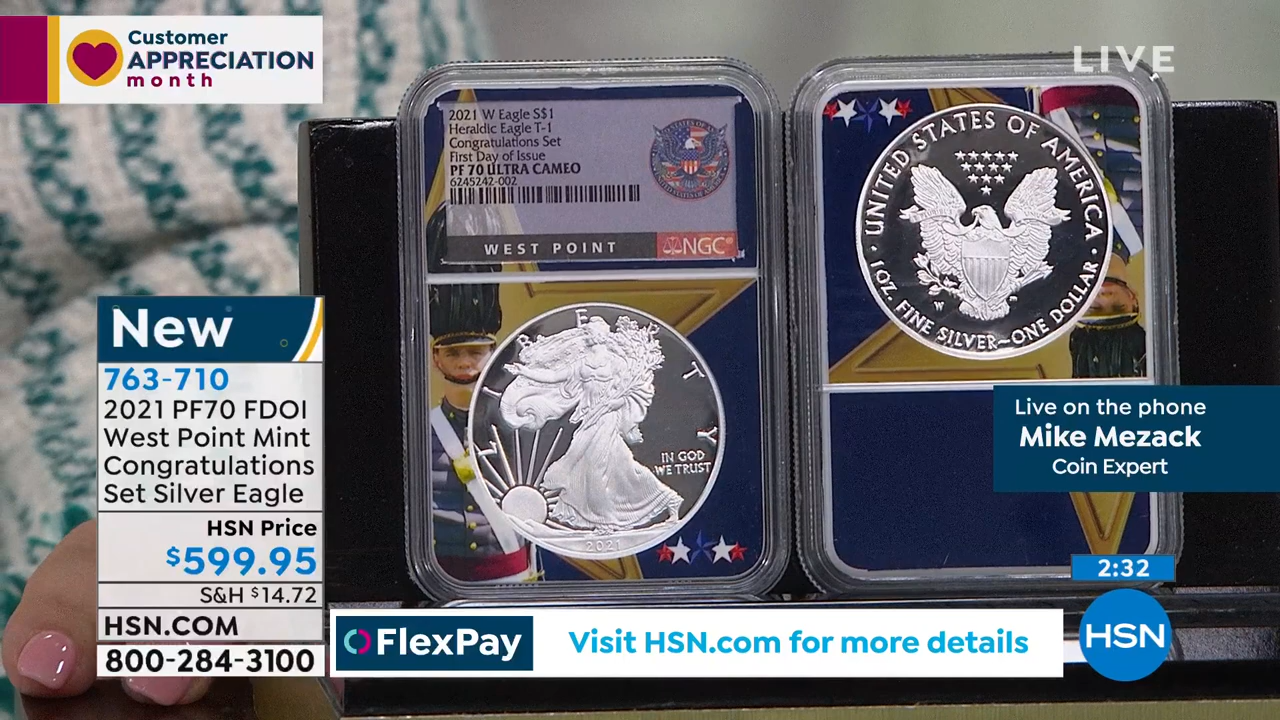 Customer
APPRECIATION
month
LIVE
2021 W Eagle S$1
Heraldic Eagle T-1
Congratulations Set
First Day of Issue
PF 70 ULTRA CAMEO
6245242-002
WEST POINT
NGC
LIBERTY
IN GOD
WE TRUST
2021
UNITED STATES OF AMERICA
W
1 OZ. FINE SILVER~ONE DOLLAR
New
763-710
2021 PF70 FDOI
West Point Mint
Congratulations
Set Silver Eagle
HSN Price
$599.95
S&H $14.72
HSN.COM
800-284-3100
Live on the phone
Mike Mezack
Coin Expert
2:32
FlexPay
Visit HSN.com for more details
HSN